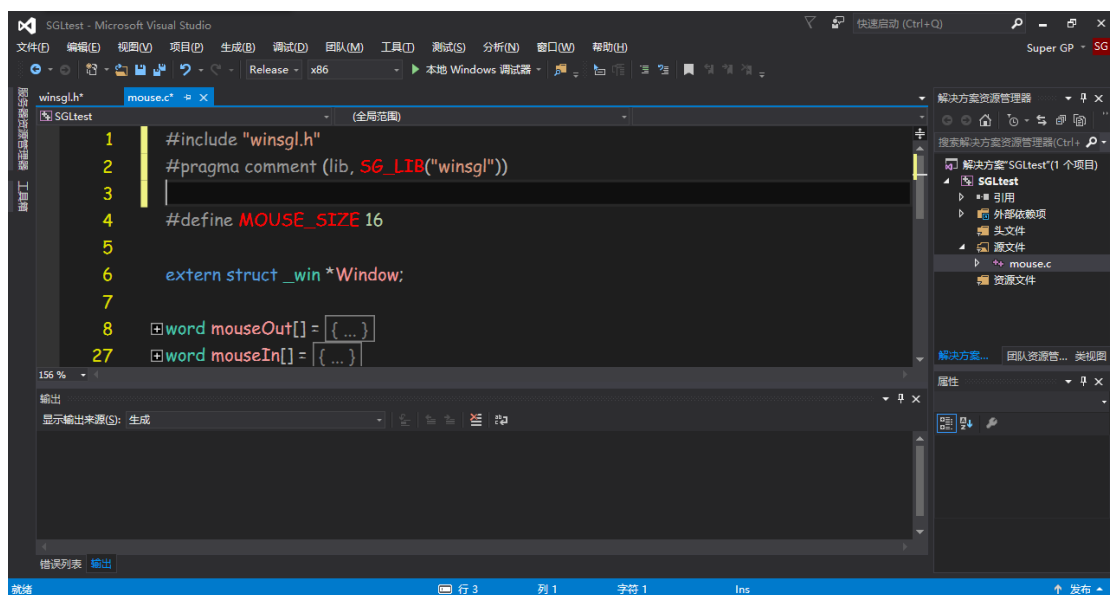 SGLtest - Microsoft Visual Studio
快速启动 (Ctrl+Q)
文件(F) 编辑(E) 视图(V) 项目(P) 生成(B) 调试(D) 团队(M) 工具(T) 测试(S) 分析(N) 窗口(W) 帮助(H)
Super GP
SG
Release
x86
本地 Windows 调试器
服务器资源管理器
工具箱
winsgl.h*
mouse.c*
SGLtest
(全局范围)
1 #include "winsgl.h"
2 #pragma comment (lib, SG_LIB("winsgl"))
3
4 #define MOUSE_SIZE 16
5
6 extern struct _win *Window;
7
8 word mouseOut[] = { ... }
27 word mouseIn[] = { ... }
156 %
输出
显示输出来源(S): 生成
错误列表 输出
解决方案资源管理器
搜索解决方案资源管理器(Ctrl+
解决方案"SGLtest"(1 个项目)
SGLtest
引用
外部依赖项
头文件
源文件
mouse.c
资源文件
解决方案... 团队资源管... 类视图
属性
就绪
行 3
列 1
字符 1
Ins
发布